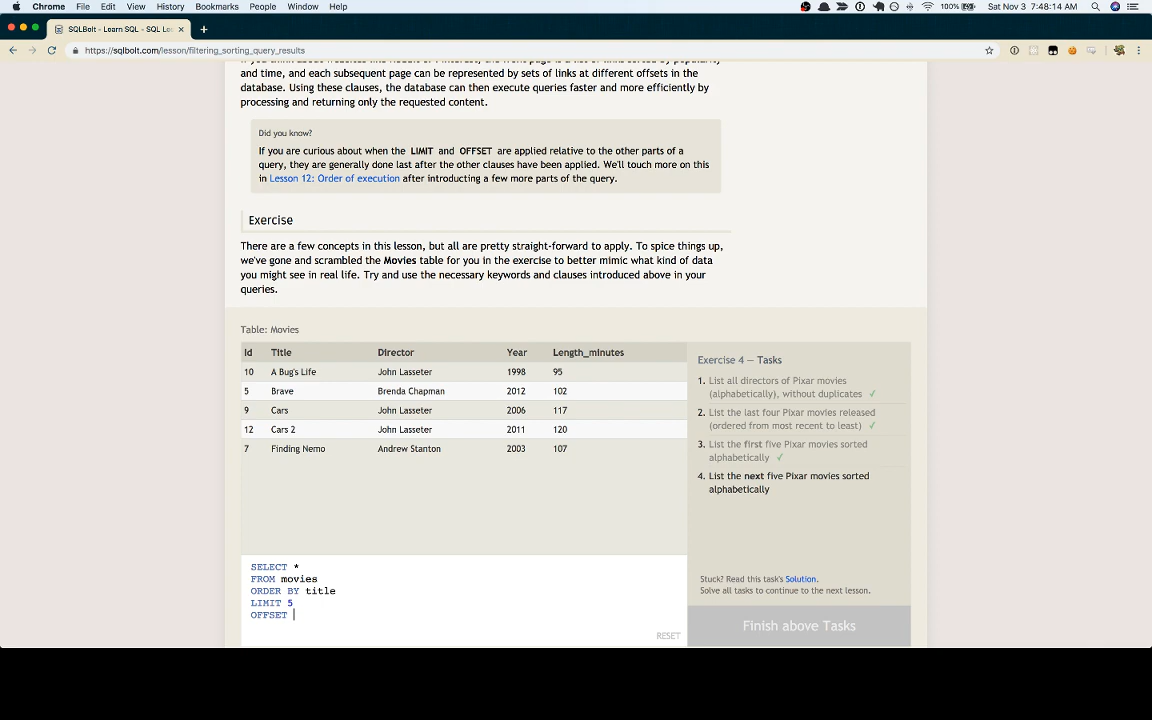 Chrome File Edit View History Bookmarks People Window Help 100% Sat Nov 3 7:48:14 AM
SQLBolt - Learn SQL - SQL Les
https://sqlbolt.com/lesson/filtering_sorting_query_results
and time, and each subsequent page can be represented by sets of links at different offsets in the
database. Using these clauses, the database can then execute queries faster and more efficiently by
processing and returning only the requested content.
Did you know?
If you are curious about when the LIMIT and OFFSET are applied relative to the other parts of a
query, they are generally done last after the other clauses have been applied. We'll touch more on this
in Lesson 12: Order of execution after introducing a few more parts of the query.
Exercise
There are a few concepts in this lesson, but all are pretty straight-forward to apply. To spice things up,
we've gone and scrambled the Movies table for you in the exercise to better mimic what kind of data
you might see in real life. Try and use the necessary keywords and clauses introduced above in your
queries.
Table: Movies
Id Title Director Year Length_minutes
10 A Bug's Life John Lasseter 1998 95
5 Brave Brenda Chapman 2012 102
9 Cars John Lasseter 2006 117
12 Cars 2 John Lasseter 2011 120
7 Finding Nemo Andrew Stanton 2003 107
SELECT *
FROM movies
ORDER BY title
LIMIT 5
OFFSET
RESET
Exercise 4 — Tasks
1. List all directors of Pixar movies
(alphabetically), without duplicates ✓
2. List the last four Pixar movies released
(ordered from most recent to least) ✓
3. List the first five Pixar movies sorted
alphabetically ✓
4. List the next five Pixar movies sorted
alphabetically
Stuck? Read this task's Solution.
Solve all tasks to continue to the next lesson.
Finish above Tasks